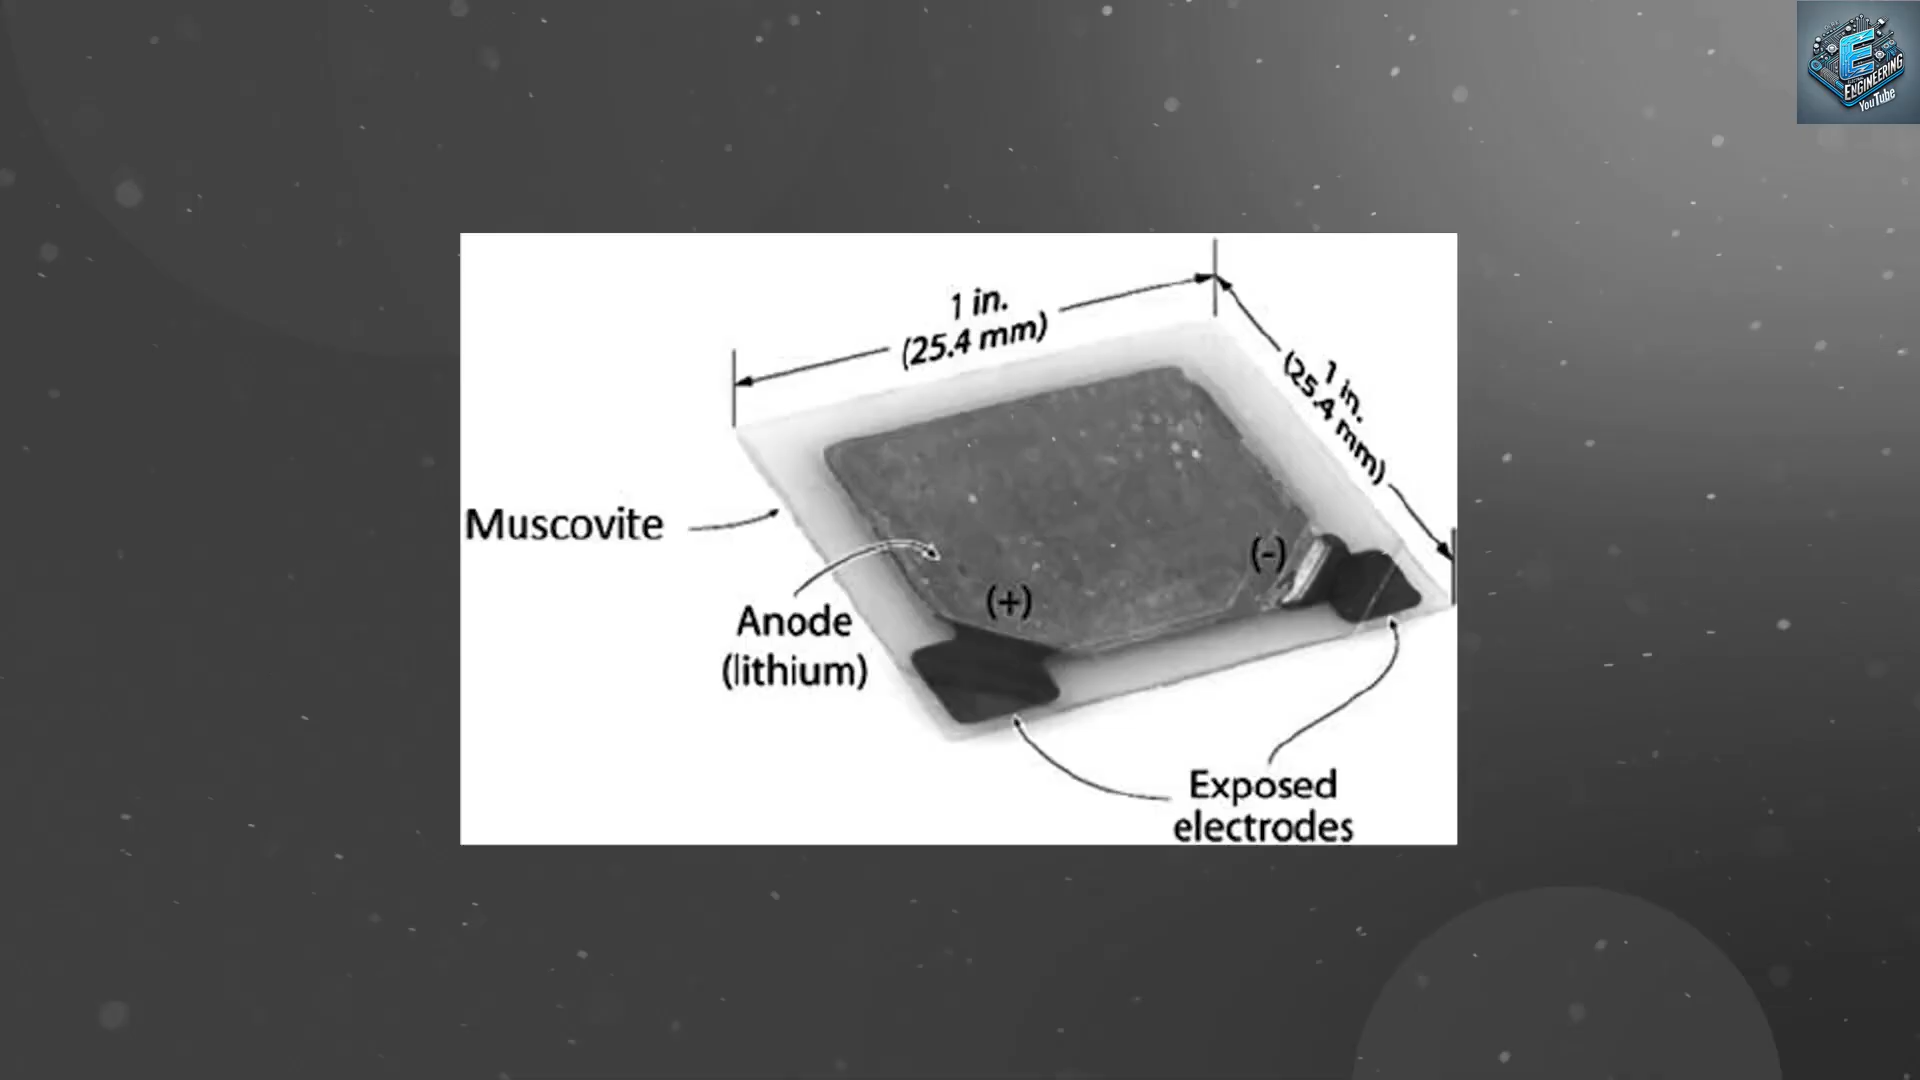 E
ENGINEERING
YouTube
1 in.
(25.4 mm)
1 in.
(25.4 mm)
Muscovite
(-)
(+)
Anode
(lithium)
Exposed
electrodes